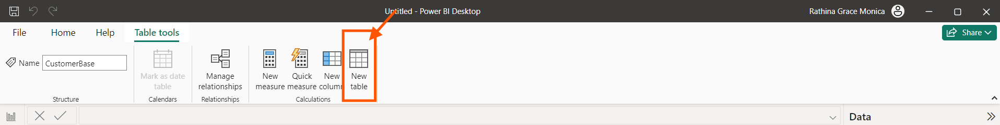 Untitled - Power BI Desktop
Rathina Grace Monica
File Home Help Table tools
Share
Name CustomerBase
Mark as date
table
Manage
relationships
New
measure
Quick
measure
New
column
New
table
Structure
Calendars
Relationships
Calculations
Data